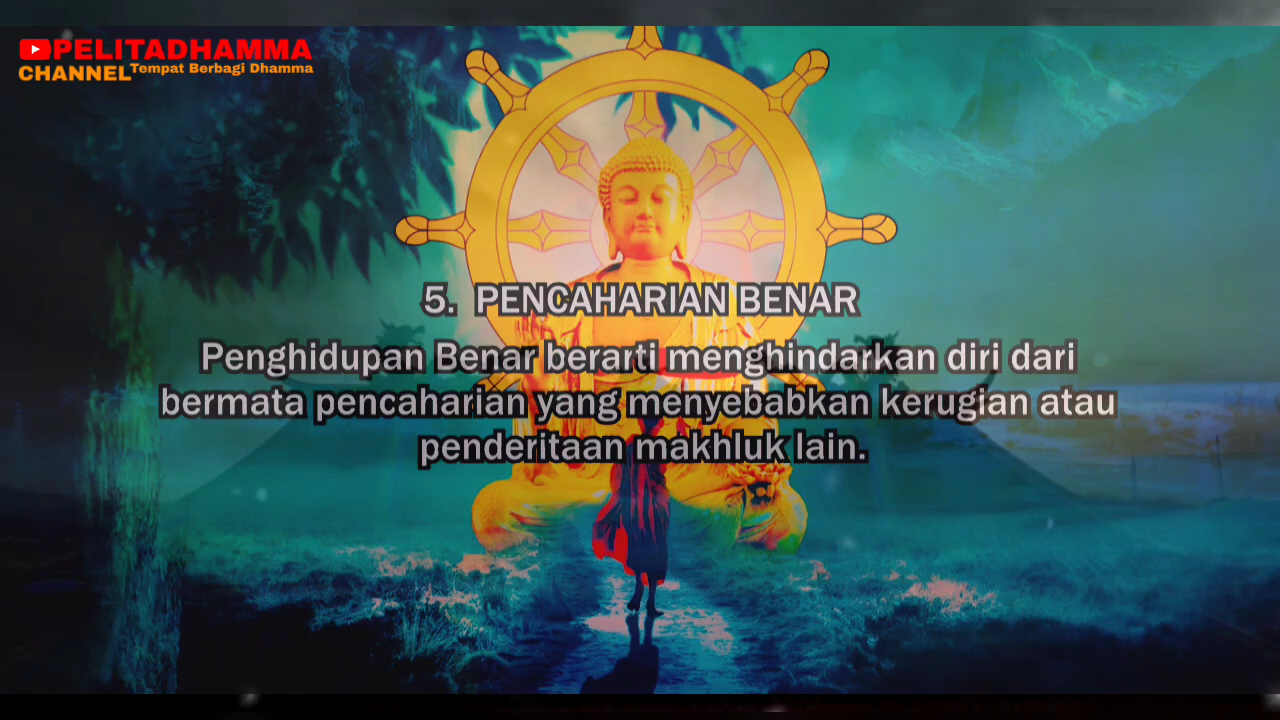 PELITADHAMMA
CHANNEL Tempat Berbagi Dhamma
5. PENCAHARIAN BENAR
Penghidupan Benar berarti menghindarkan diri dari
bermata pencaharian yang menyebabkan kerugian atau
penderitaan makhluk lain.